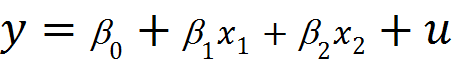 y = β₀ + β₁x₁ + β₂x₂ + u